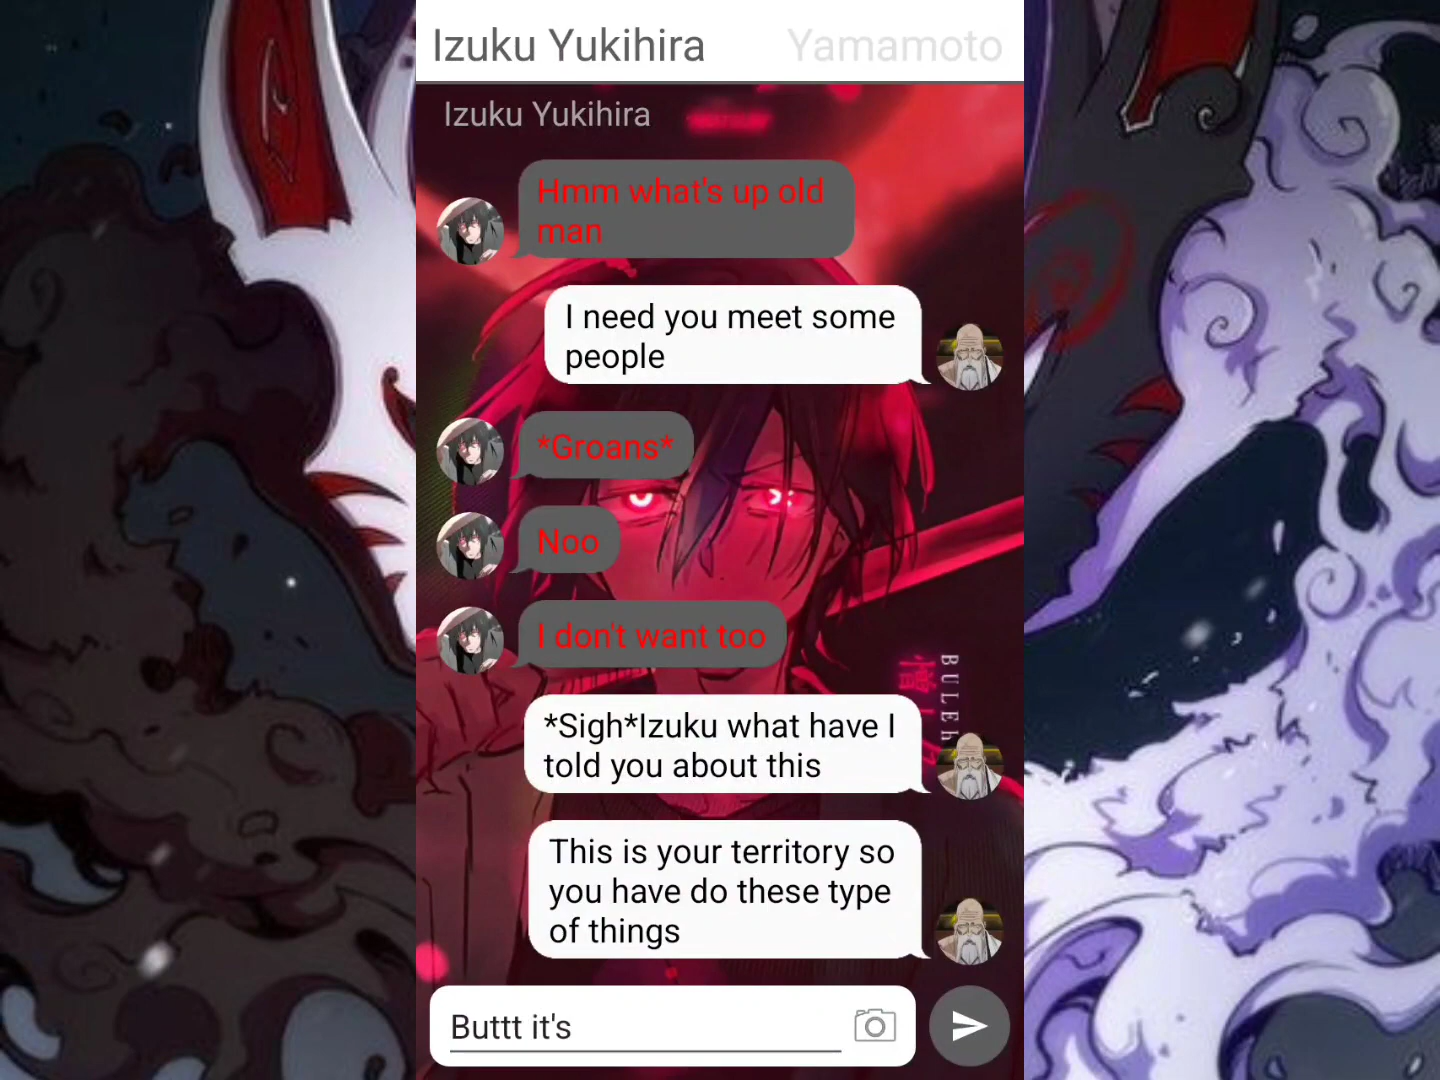 Izuku Yukihira
Yamamoto
Izuku Yukihira
Hmm what's up old
man
I need you meet some
people
*Groans*
Noo
I don't want too
*Sigh*Izuku what have I
told you about this
This is your territory so
you have do these type
of things
BULEh
Buttt it's